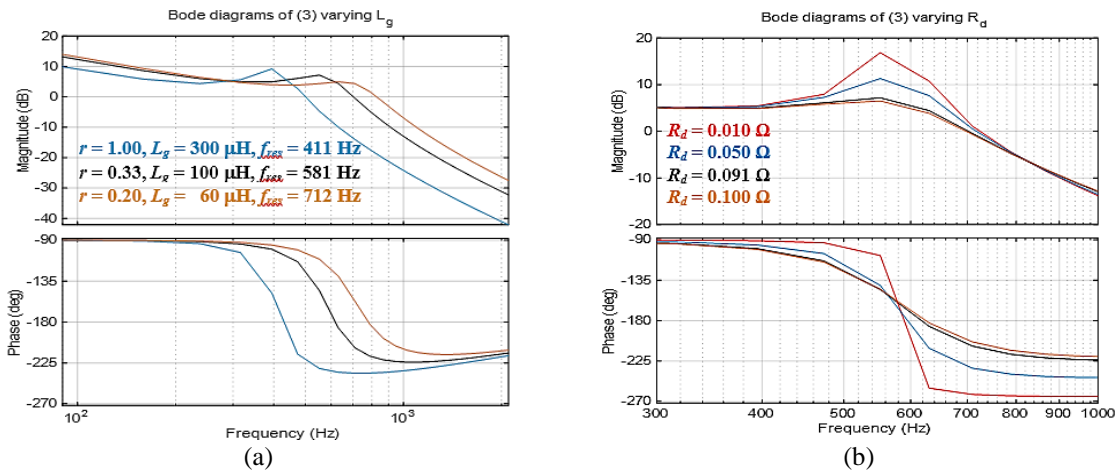 Bode diagrams of (3) varying L_g
Magnitude (dB)
20
10
0
-10
-20
-30
-40
r = 1.00, L_g = 300 μH, f_res = 411 Hz
r = 0.33, L_g = 100 μH, f_res = 581 Hz
r = 0.20, L_g = 60 μH, f_res = 712 Hz
Phase (deg)
-90
-135
-180
-225
-270
10^2
10^3
Frequency (Hz)
(a)
Bode diagrams of (3) varying R_d
Magnitude (dB)
20
10
0
-10
-20
R_d = 0.010 Ω
R_d = 0.050 Ω
R_d = 0.091 Ω
R_d = 0.100 Ω
Phase (deg)
-90
-135
-180
-225
-270
300
400
500
600
700
800
900
1000
Frequency (Hz)
(b)